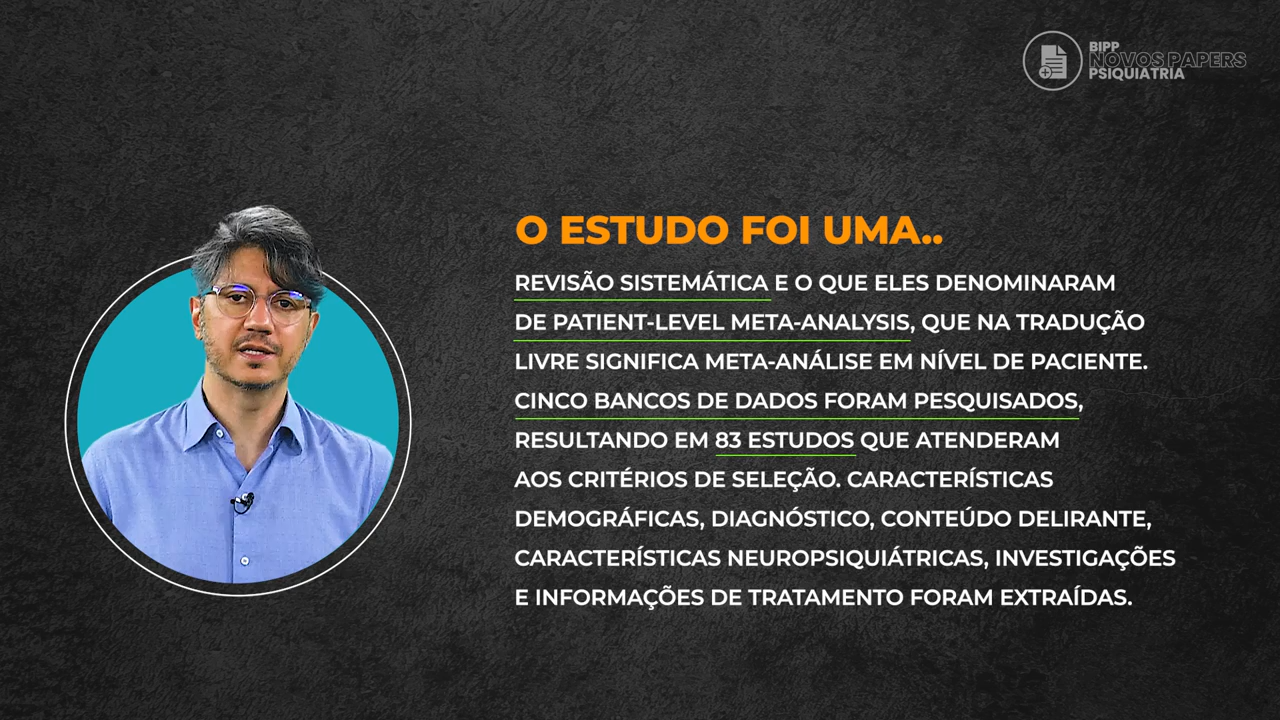 BIPP
NOVOS PAPERS
PSIQUIATRIA
O ESTUDO FOI UMA..
REVISÃO SISTEMÁTICA E O QUE ELES DENOMINARAM
DE PATIENT-LEVEL META-ANALYSIS, QUE NA TRADUÇÃO
LIVRE SIGNIFICA META-ANÁLISE EM NÍVEL DE PACIENTE.
CINCO BANCOS DE DADOS FORAM PESQUISADOS,
RESULTANDO EM 83 ESTUDOS QUE ATENDERAM
AOS CRITÉRIOS DE SELEÇÃO. CARACTERÍSTICAS
DEMOGRÁFICAS, DIAGNÓSTICO, CONTEÚDO DELIRANTE,
CARACTERÍSTICAS NEUROPSIQUIÁTRICAS, INVESTIGAÇÕES
E INFORMAÇÕES DE TRATAMENTO FORAM EXTRAÍDAS.